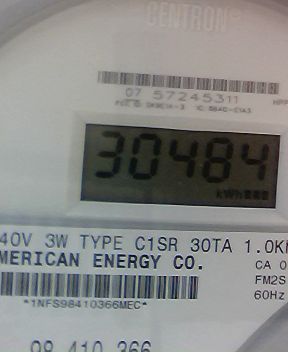 CENTRON®
07 57245311
30484
kWh
40V 3W TYPE C1SR 30TA 1.0K
MERICAN ENERGY CO. CA 0
FM2S
60Hz
*1NFS98410366MEC*
98 410 366